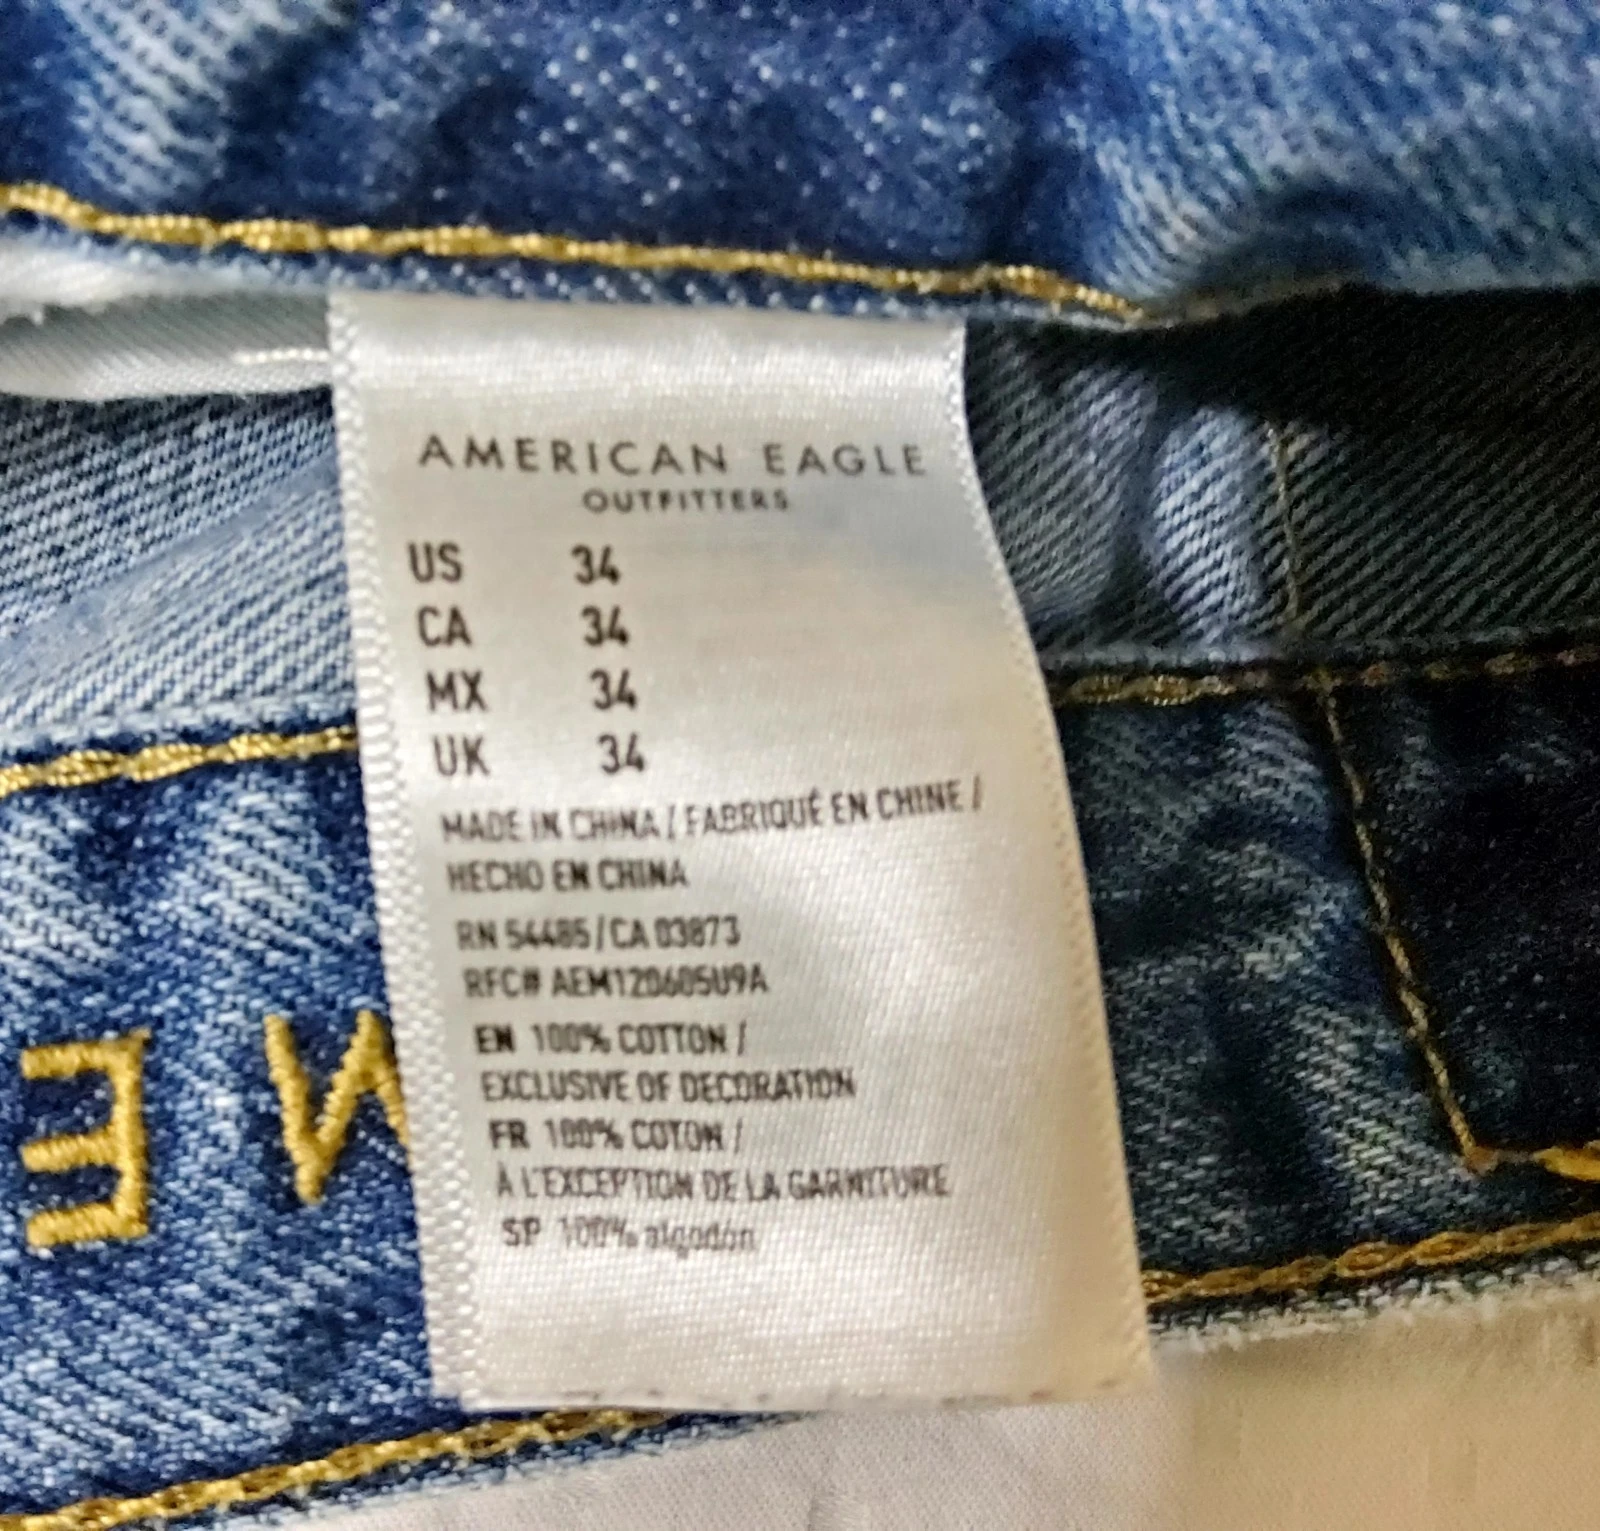 AMERICAN EAGLE
OUTFITTERS
US 34
CA 34
MX 34
UK 34
MADE IN CHINA / FABRIQUÉ EN CHINE /
HECHO EN CHINA
RN 54485 / CA 03873
RFC# AEM120605U9A
EN 100% COTTON /
EXCLUSIVE OF DECORATION
FR 100% COTON /
À L'EXCEPTION DE LA GARNITURE
SP 100% algodón